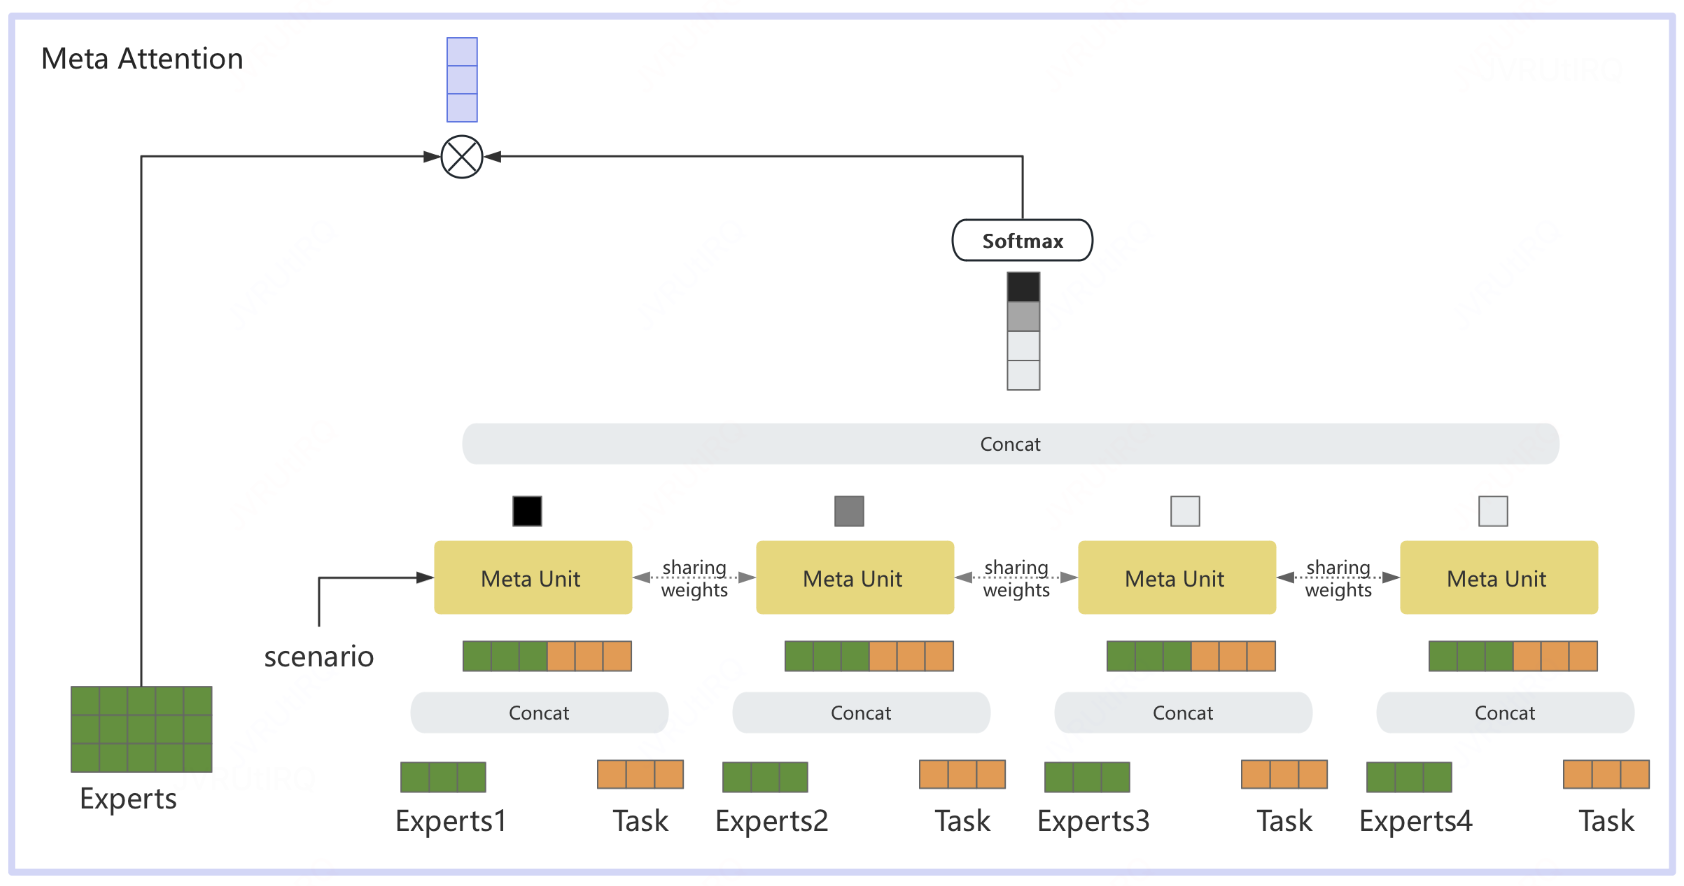 Meta Attention
Softmax
Concat
Meta Unit
sharing
weights
Meta Unit
sharing
weights
Meta Unit
sharing
weights
Meta Unit
scenario
Concat
Concat
Concat
Concat
Experts
Experts1
Task
Experts2
Task
Experts3
Task
Experts4
Task